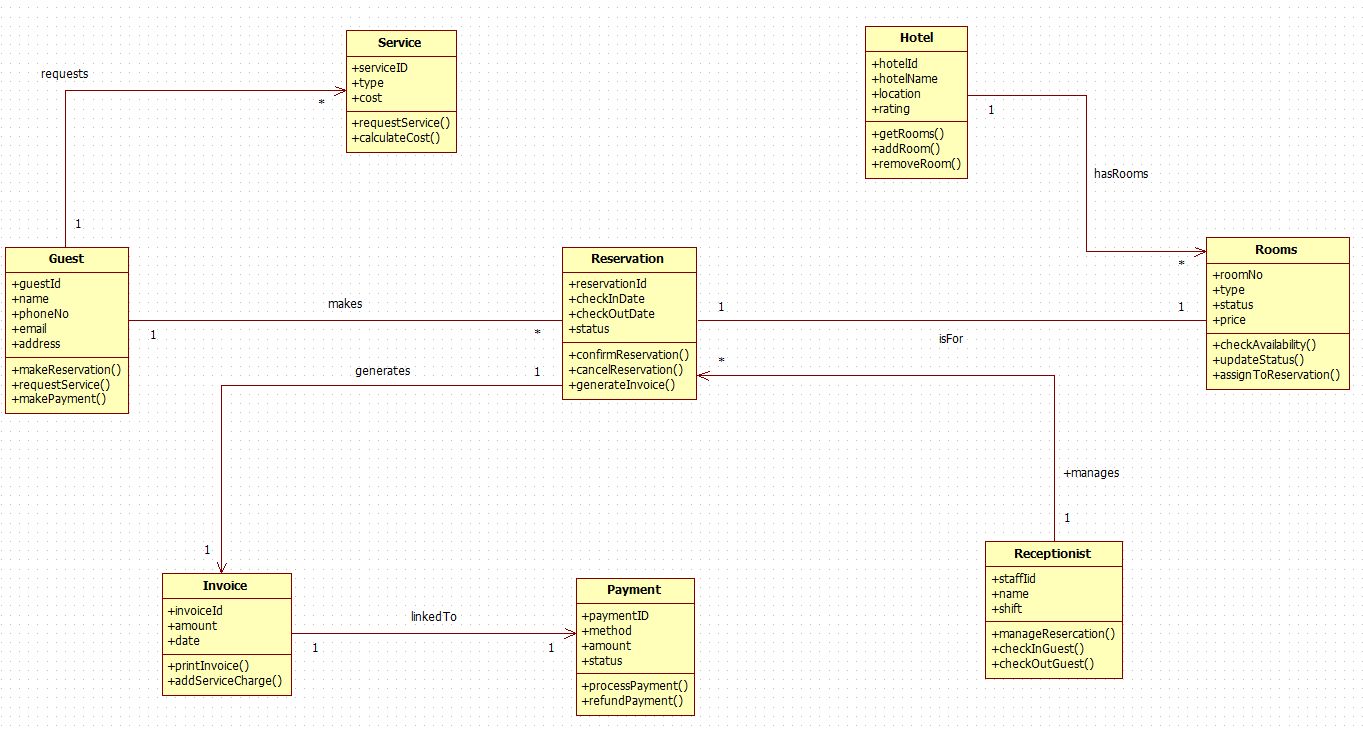 Service
+serviceID
+type
+cost
+requestService()
+calculateCost()
Hotel
+hotelId
+hotelName
+location
+rating
+getRooms()
+addRoom()
+removeRoom()
requests
*
1
1
hasRooms
*
Guest
+guestId
+name
+phoneNo
+email
+address
+makeReservation()
+requestService()
+makePayment()
makes
1
*
Reservation
+reservationId
+checkInDate
+checkOutDate
+status
+confirmReservation()
+cancelReservation()
+generateInvoice()
1
1
isFor
Rooms
+roomNo
+type
+status
+price
+checkAvailability()
+updateStatus()
+assignToReservation()
generates
1
1
*
+manages
1
Invoice
+invoiceId
+amount
+date
+printInvoice()
+addServiceCharge()
linkedTo
1
1
Payment
+paymentID
+method
+amount
+status
+processPayment()
+refundPayment()
Receptionist
+staffIid
+name
+shift
+manageResercation()
+checkInGuest()
+checkOutGuest()